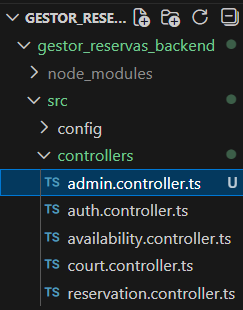 GESTOR_RESE...
gestor_reservas_backend
node_modules
src
config
controllers
TS admin.controller.ts U
TS auth.controller.ts
TS availability.controller.ts
TS court.controller.ts
TS reservation.controller.ts